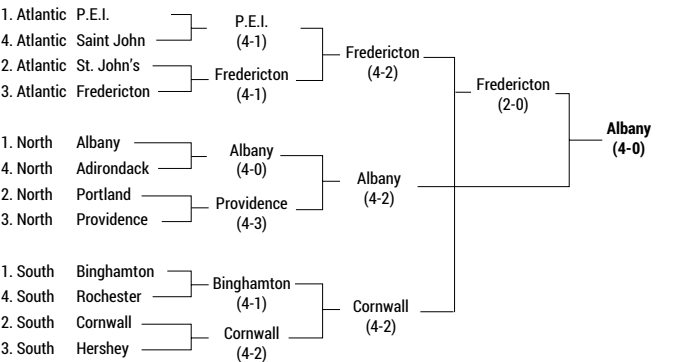 1. Atlantic P.E.I.
4. Atlantic Saint John
2. Atlantic St. John's
3. Atlantic Fredericton
1. North Albany
4. North Adirondack
2. North Portland
3. North Providence
1. South Binghamton
4. South Rochester
2. South Cornwall
3. South Hershey
P.E.I.
(4-1)
Fredericton
(4-1)
Albany
(4-0)
Providence
(4-3)
Binghamton
(4-1)
Cornwall
(4-2)
Fredericton
(4-2)
Albany
(4-2)
Cornwall
(4-2)
Fredericton
(2-0)
Albany
(4-0)